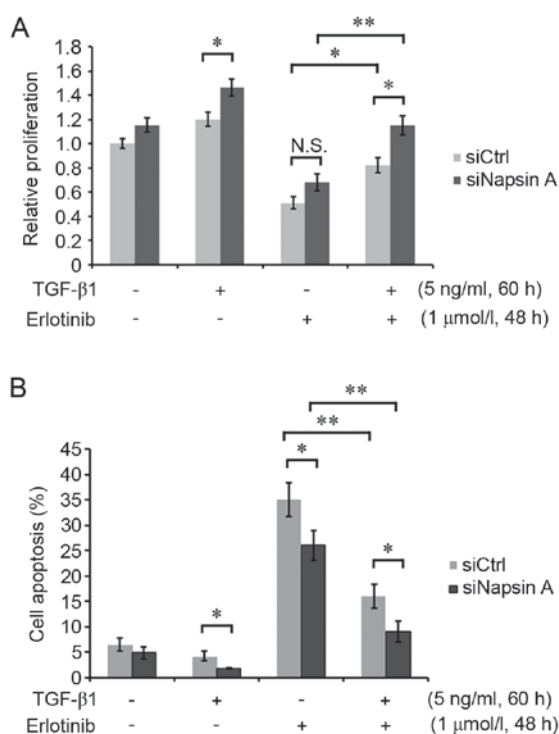 A
Relative proliferation
1.8
1.6
1.4
1.2
1.0
0.8
0.6
0.4
0.2
0
*
N.S.
*
**
*
siCtrl
siNapsin A
TGF-β1 - + - + (5 ng/ml, 60 h)
Erlotinib - - + + (1 μmol/l, 48 h)
B
Cell apoptosis (%)
45
40
35
30
25
20
15
10
5
0
*
**
**
*
*
siCtrl
siNapsin A
TGF-β1 - + - + (5 ng/ml, 60 h)
Erlotinib - - + + (1 μmol/l, 48 h)